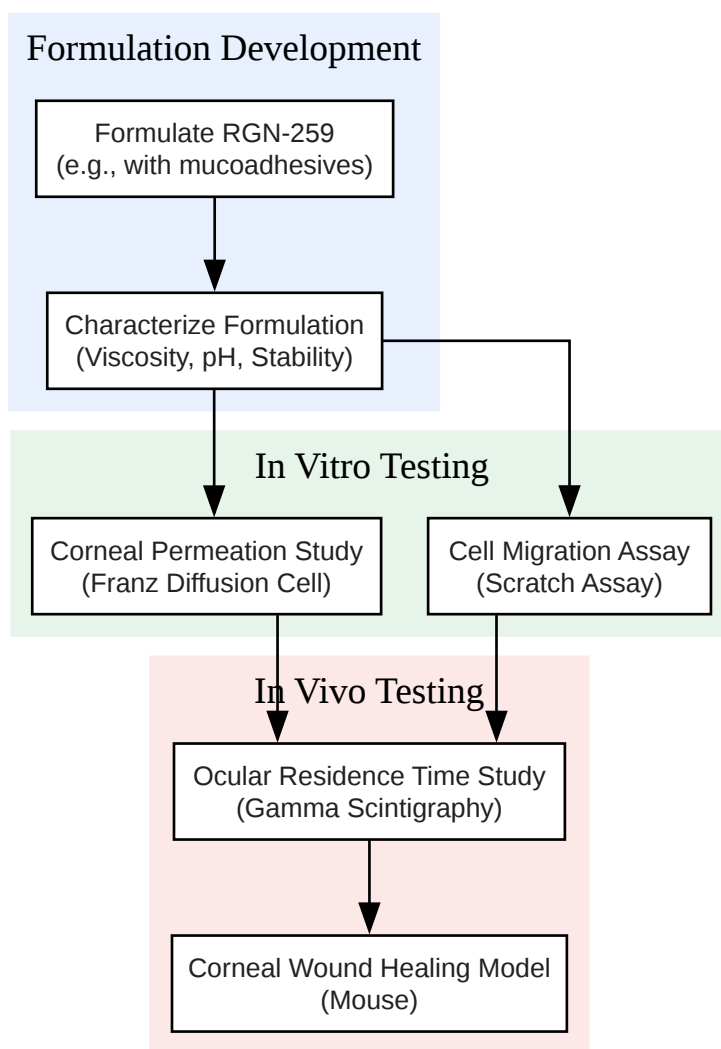 Formulation Development
Formulate RGN-259
(e.g., with mucoadhesives)
Characterize Formulation
(Viscosity, pH, Stability)
In Vitro Testing
Corneal Permeation Study
(Franz Diffusion Cell)
Cell Migration Assay
(Scratch Assay)
In Vivo Testing
Ocular Residence Time Study
(Gamma Scintigraphy)
Corneal Wound Healing Model
(Mouse)